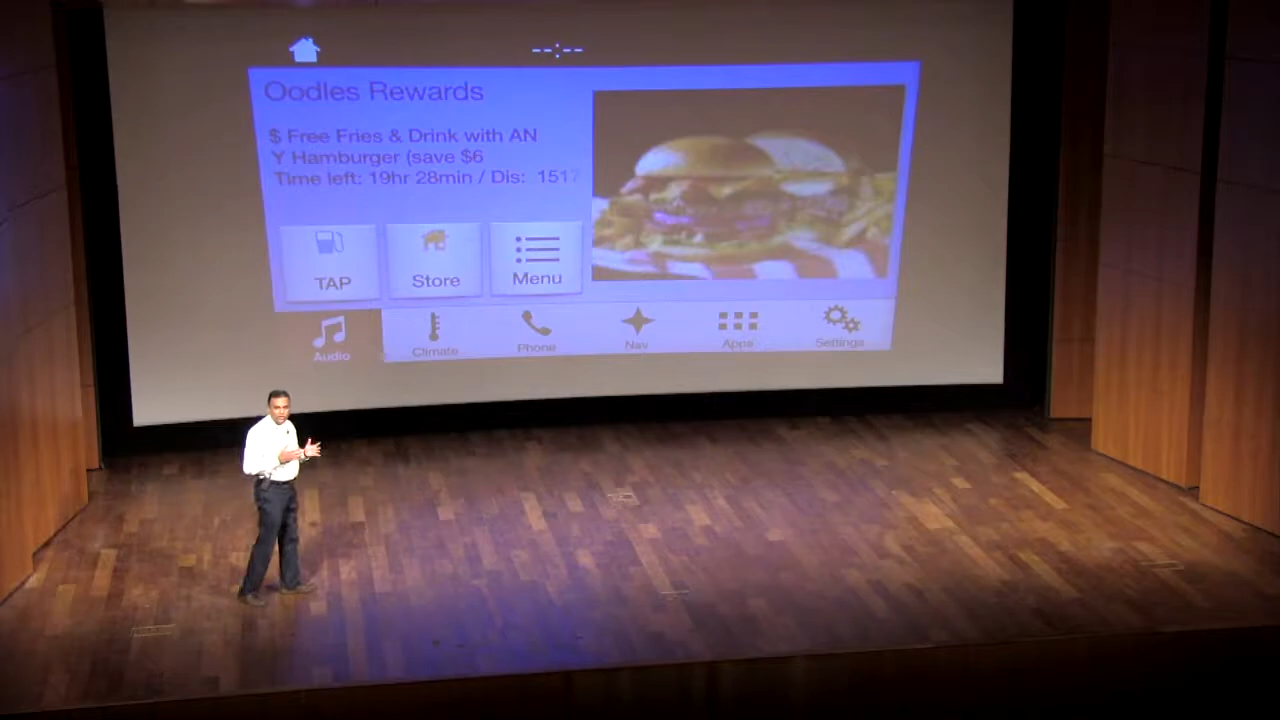 --:--
Oodles Rewards
$ Free Fries & Drink with AN
Y Hamburger (save $6
Time left: 19hr 28min / Dis: 1517
TAP
Store
Menu
Audio
Climate
Phone
Nav
Apps
Settings